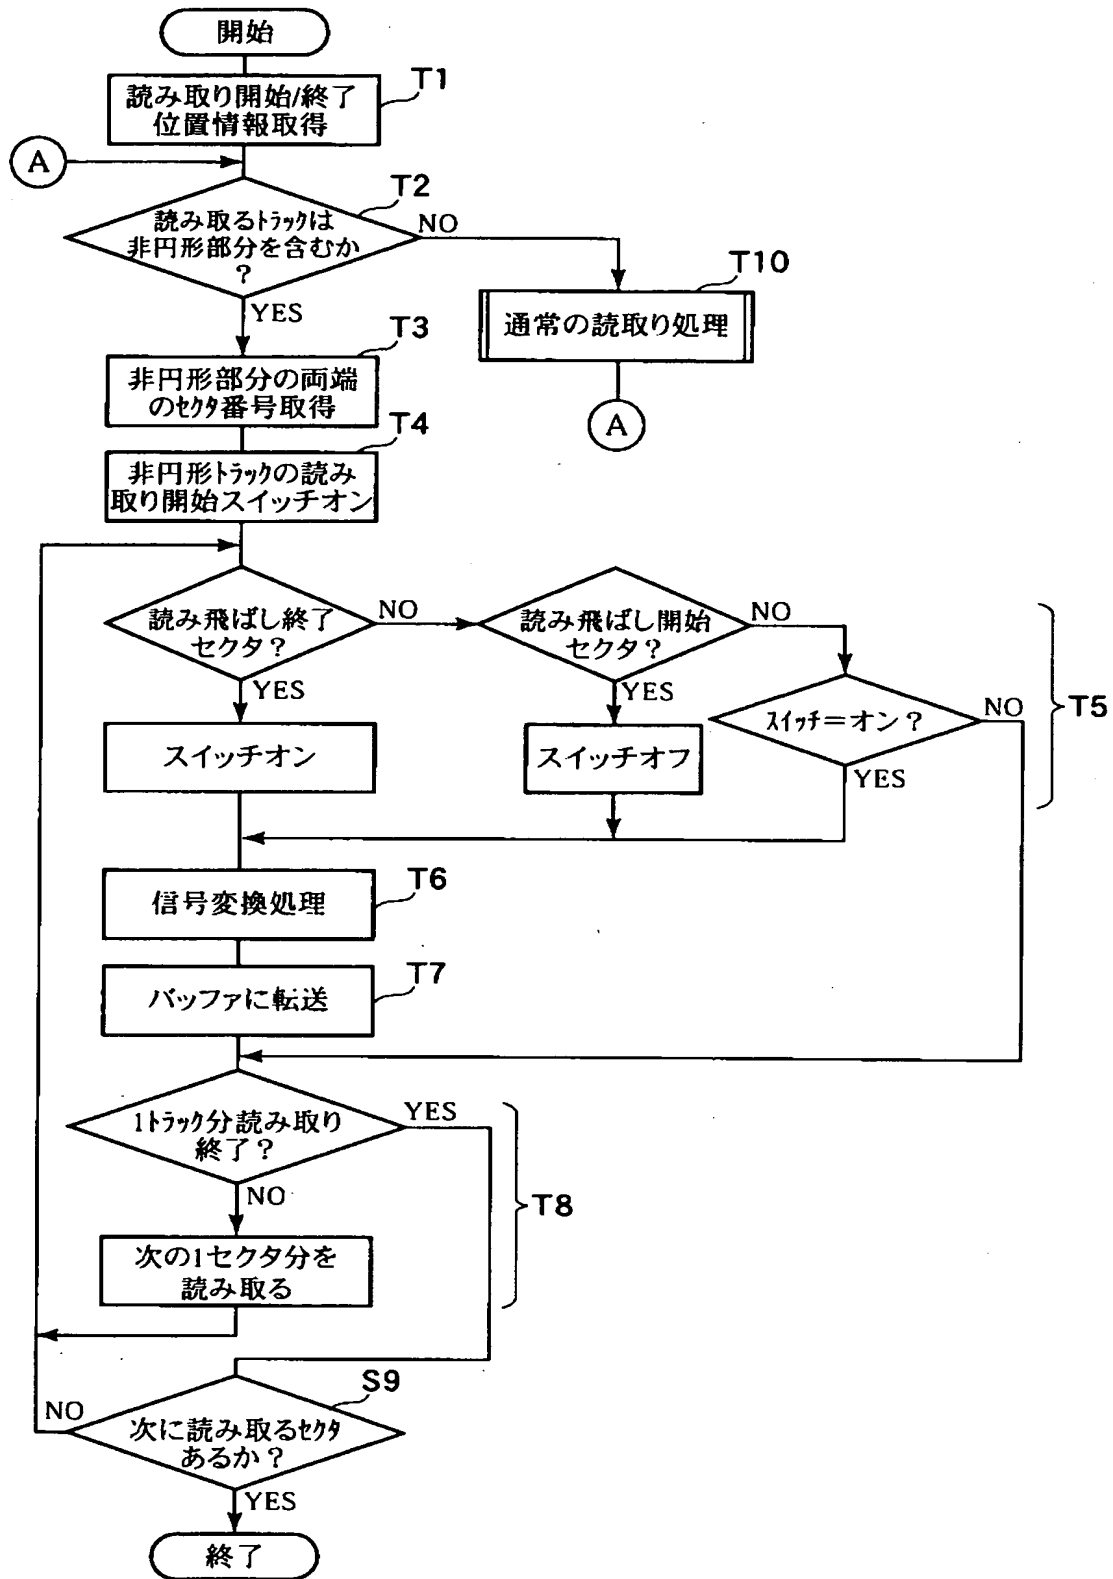 開始
T1
読み取り開始/終了
位置情報取得
A
T2
読み取るトラックは
非円形部分を含むか
?
NO
YES
T10
通常の読取り処理
A
T3
非円形部分の両端
のセクタ番号取得
T4
非円形トラックの読み
取り開始スイッチオン
読み飛ばし終了
セクタ?
NO
YES
読み飛ばし開始
セクタ?
NO
YES
スイッチ=オン?
NO
YES
T5
スイッチオン
スイッチオフ
T6
信号変換処理
T7
バッファに転送
1トラック分読み取り
終了?
YES
NO
T8
次の1セクタ分を
読み取る
S9
次に読み取るセクタ
あるか?
NO
YES
終了